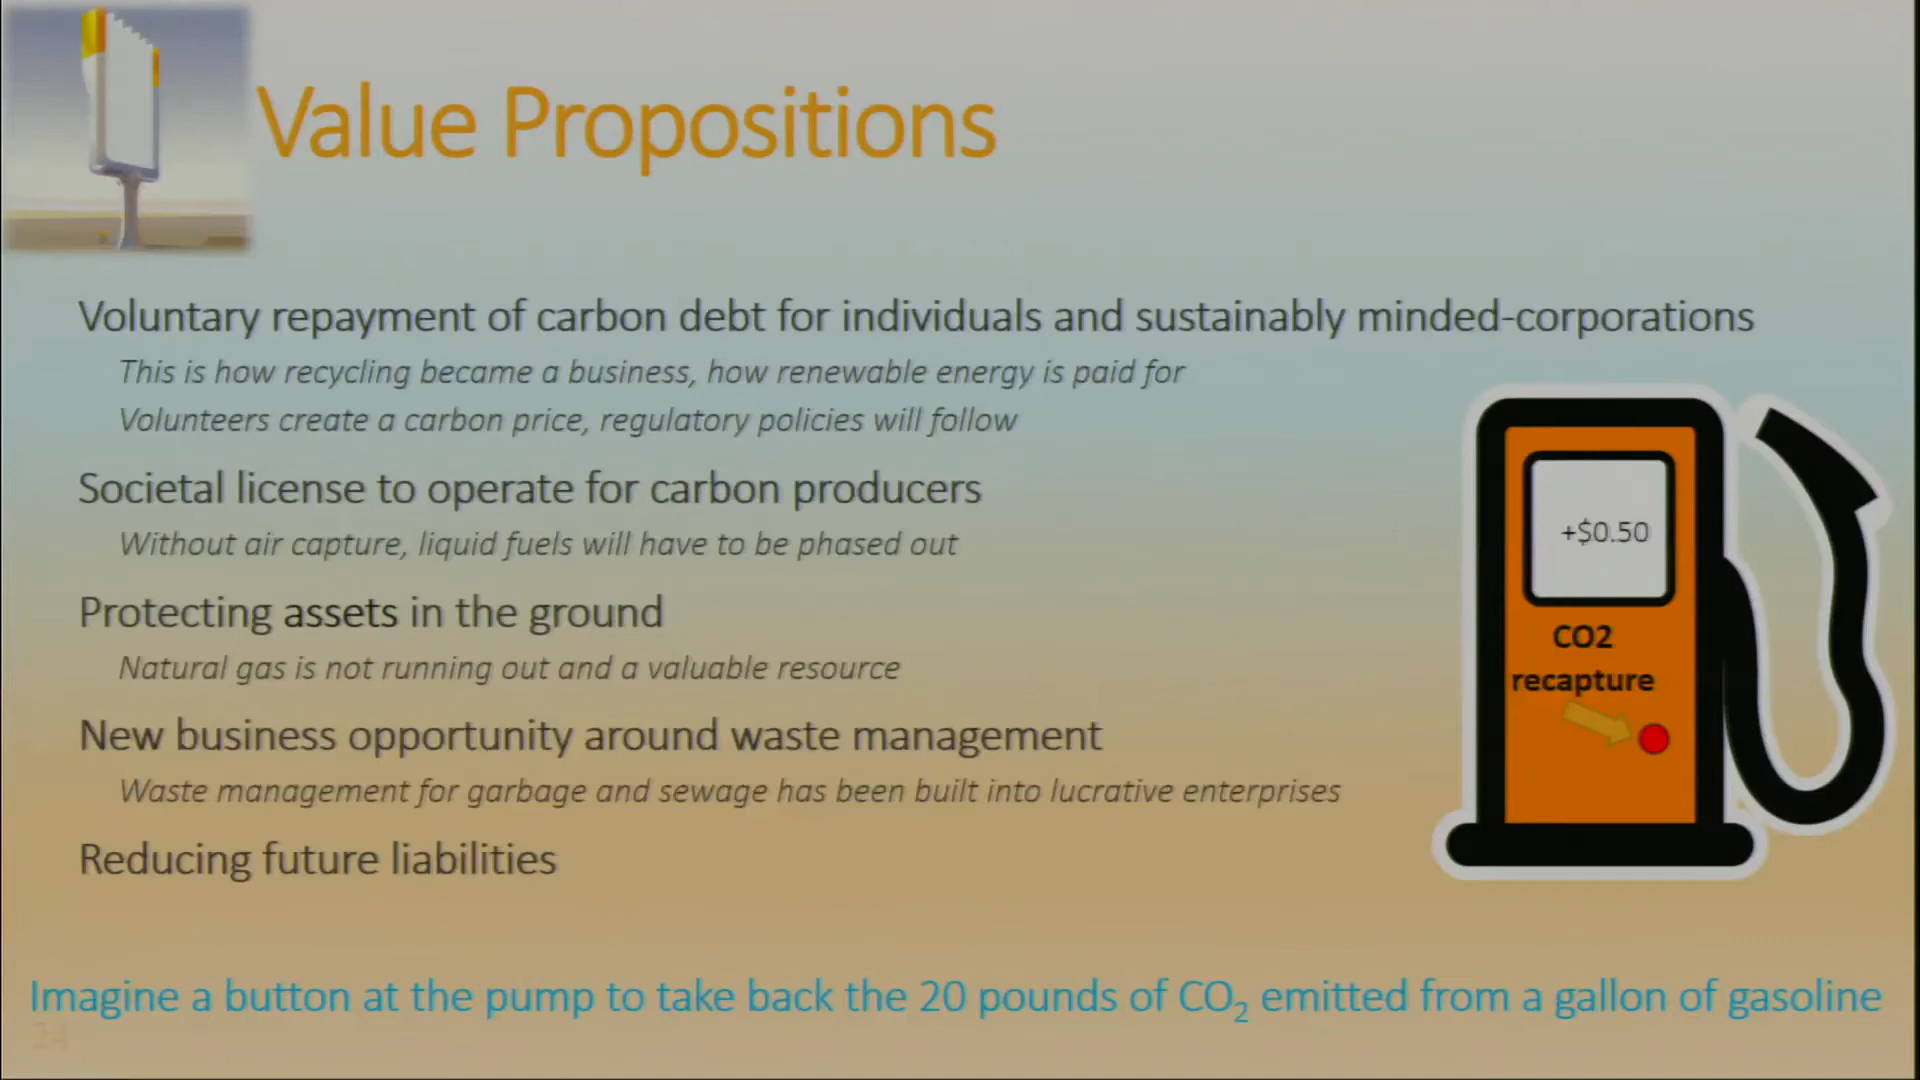 Value Propositions
Voluntary repayment of carbon debt for individuals and sustainably minded-corporations
This is how recycling became a business, how renewable energy is paid for
Volunteers create a carbon price, regulatory policies will follow
Societal license to operate for carbon producers
Without air capture, liquid fuels will have to be phased out
Protecting assets in the ground
Natural gas is not running out and a valuable resource
New business opportunity around waste management
Waste management for garbage and sewage has been built into lucrative enterprises
Reducing future liabilities
+$0.50
CO2
recapture
Imagine a button at the pump to take back the 20 pounds of CO₂ emitted from a gallon of gasoline
24